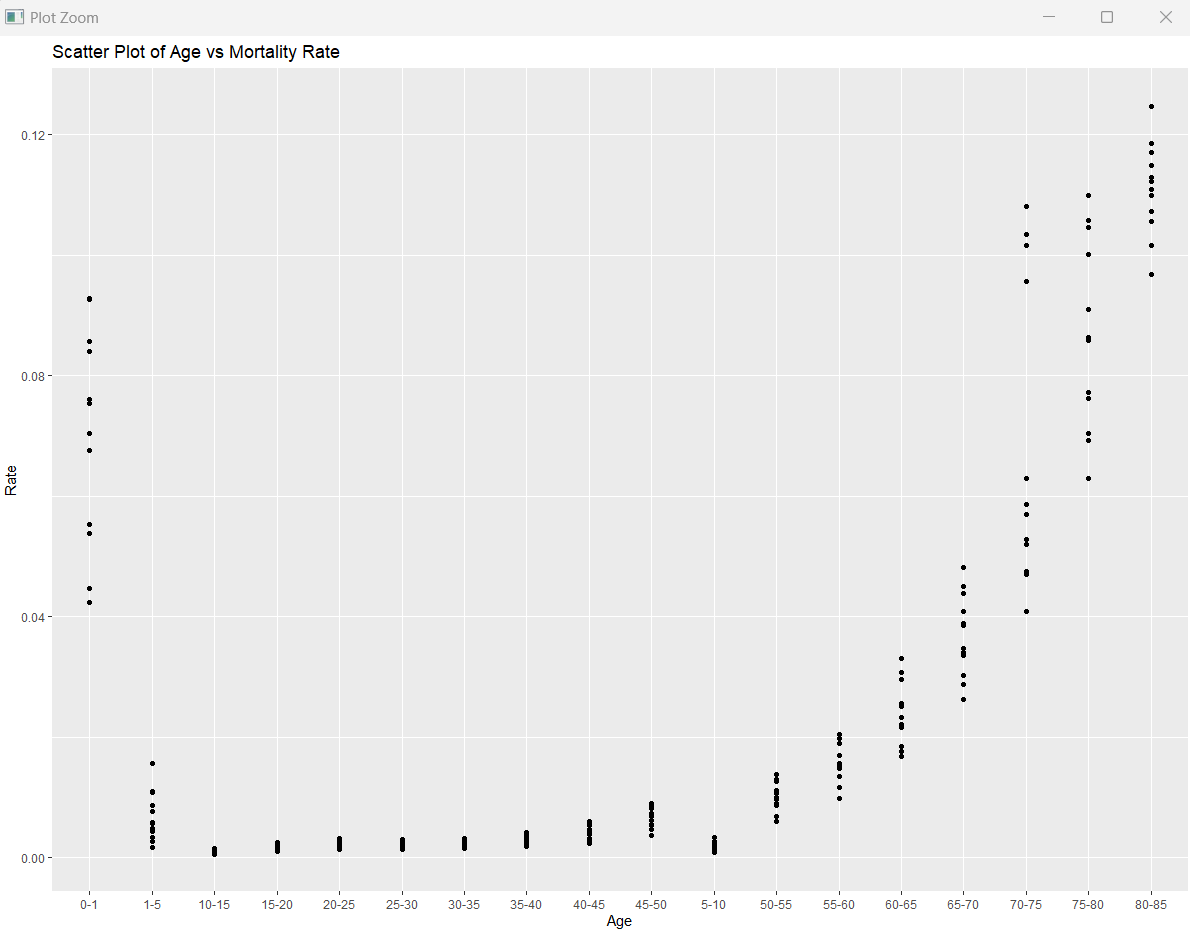 Plot Zoom
Scatter Plot of Age vs Mortality Rate
0.12
0.08
0.04
0.00
Rate
0-1 1-5 10-15 15-20 20-25 25-30 30-35 35-40 40-45 45-50 5-10 50-55 55-60 60-65 65-70 70-75 75-80 80-85
Age